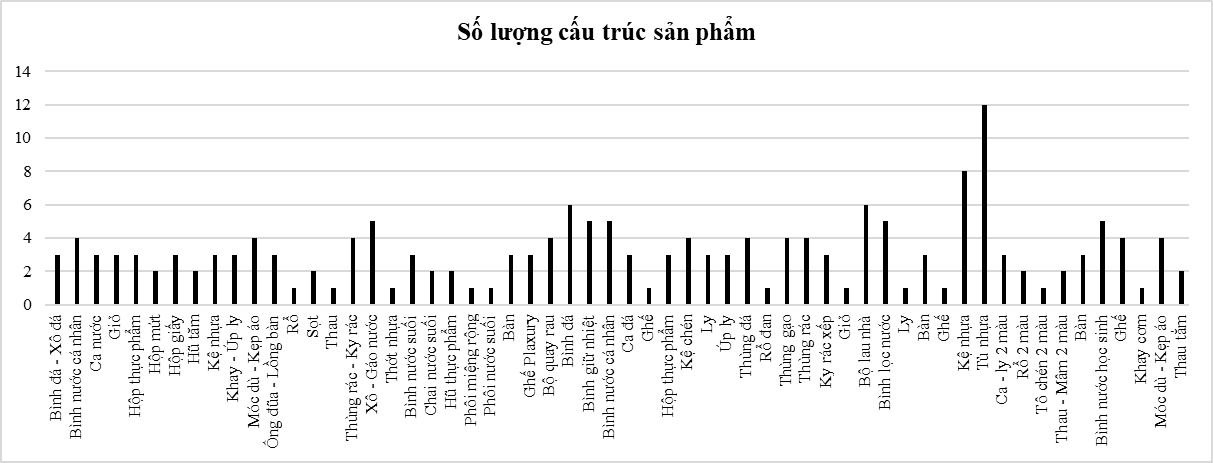 Số lượng cấu trúc sản phẩm
14
12
10
8
6
4
2
0
Bình đá - Xô đá
Bình nước cá nhân
Ca nước
Giỏ
Hộp thực phẩm
Hộp mứt
Hộp giấy
Hũ tăm
Kệ nhựa
Khay - Úp ly
Móc dù - Kẹp áo
Ống đũa - Lồng bàn
Rỗ
Sọt
Thau
Thùng rác - Ky rác
Xô - Gáo nước
Thớt nhựa
Bình nước suối
Chai nước suối
Hũ thực phẩm
Phôi miệng rộng
Phôi nước suối
Bàn
Ghế Plaxury
Bộ quay rau
Bình đá
Bình giữ nhiệt
Bình nước cá nhân
Ca đá
Ghế
Hộp thực phẩm
Kệ chén
Ly
Úp ly
Thùng đá
Rỗ đan
Thùng gạo
Thùng rác
Ky rác xếp
Giỏ
Bộ lau nhà
Bình lọc nước
Ly
Bàn
Ghế
Kệ nhựa
Tủ nhựa
Ca - ly 2 màu
Rỗ 2 màu
Tô chén 2 màu
Thau - Mâm 2 màu
Bàn
Bình nước học sinh
Ghế
Khay cơm
Móc dù - Kẹp áo
Thau tắm